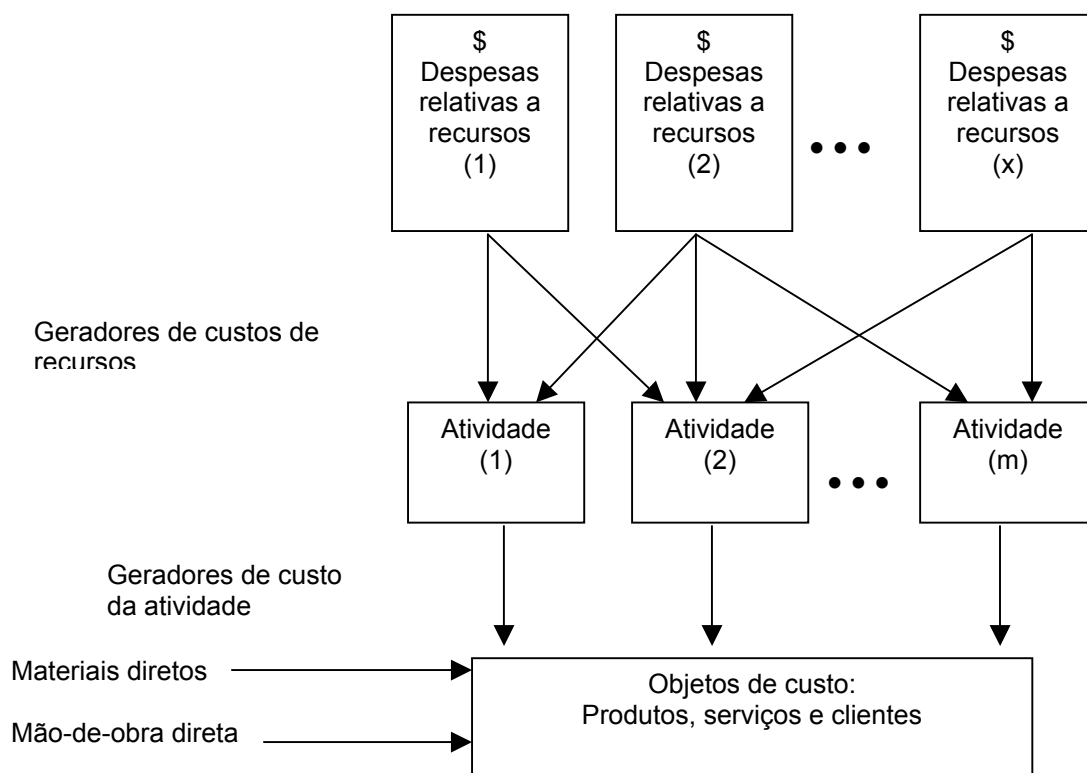 $
Despesas
relativas a
recursos
(1)
$
Despesas
relativas a
recursos
(2)
$
Despesas
relativas a
recursos
(x)
Geradores de custos de
recursos
Atividade
(1)
Atividade
(2)
Atividade
(m)
Geradores de custo
da atividade
Materiais diretos
Mão-de-obra direta
Objetos de custo:
Produtos, serviços e clientes